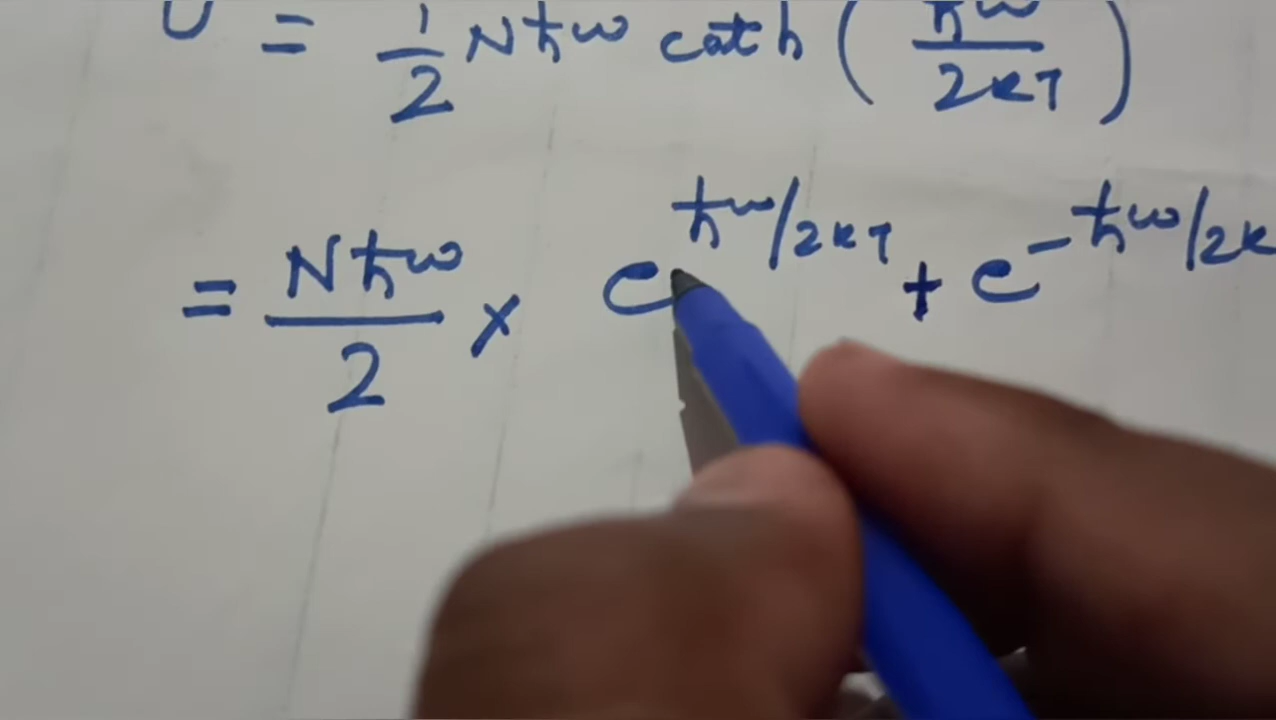 U = 1/2 Nħω coth (ħω/2kT)
= Nħω/2 × e^ħω/2kT + e^-ħω/2k